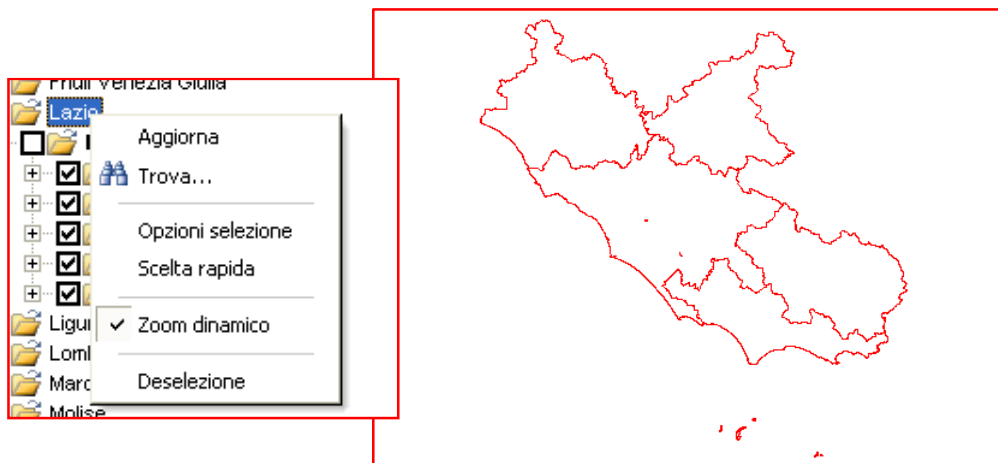 Friuli Venezia Giulia
Lazio
Aggiorna
Trova...
Opzioni selezione
Scelta rapida
Zoom dinamico
Deselezione
Molise